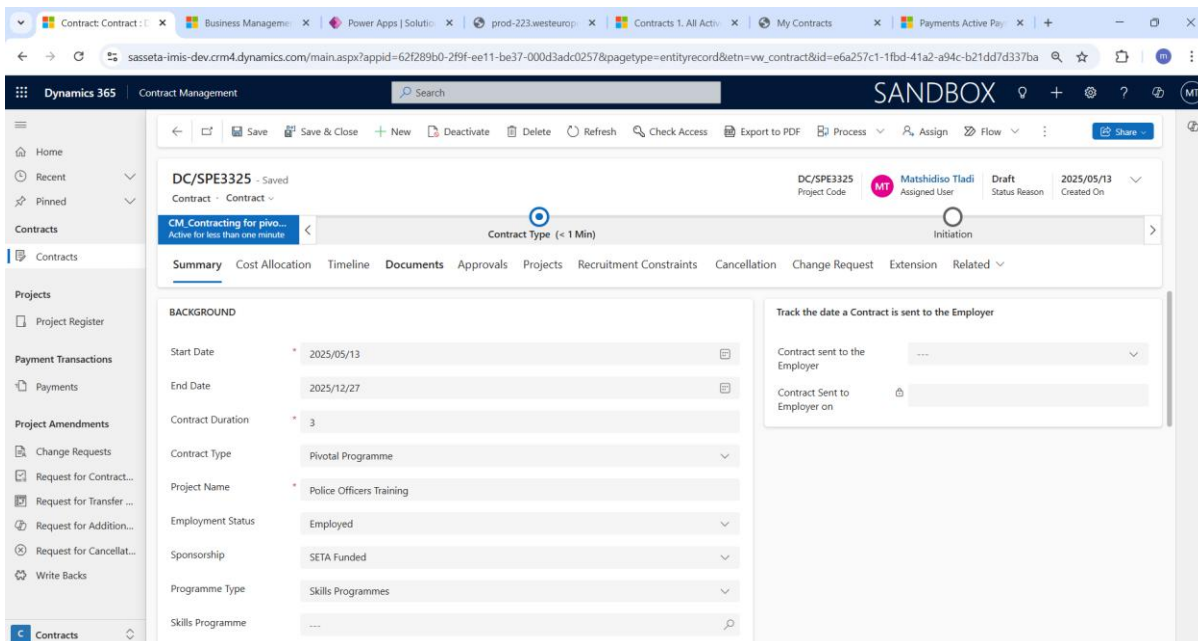 Contract: Contract : D
Business Manageme
Power Apps | Solutio
prod-223.westeurop
Contracts 1. All Activ
My Contracts
Payments Active Pay
sasseta-imis-dev.crm4.dynamics.com/main.aspx?appid=62f289b0-2f9f-ee11-be37-000d3adc0257&pagetype=entityrecord&etn=vw_contract&id=e6a257c1-1fbd-41a2-a94c-b21dd7d337ba
m
Dynamics 365 Contract Management Search SANDBOX MT
Save Save & Close New Deactivate Delete Refresh Check Access Export to PDF Process Assign Flow Share
Home
Recent
Pinned
Contracts
Contracts
Projects
Project Register
Payment Transactions
Payments
Project Amendments
Change Requests
Request for Contract...
Request for Transfer ...
Request for Addition...
Request for Cancellat...
Write Backs
C Contracts
DC/SPE3325 - Saved
Contract · Contract
DC/SPE3325
Project Code
MT
Matshidiso Tladi
Assigned User
Draft
Status Reason
2025/05/13
Created On
CM_Contracting for pivo...
Active for less than one minute
Contract Type (< 1 Min)
Initiation
Summary Cost Allocation Timeline Documents Approvals Projects Recruitment Constraints Cancellation Change Request Extension Related
BACKGROUND
Start Date * 2025/05/13
End Date 2025/12/27
Contract Duration * 3
Contract Type Pivotal Programme
Project Name * Police Officers Training
Employment Status Employed
Sponsorship SETA Funded
Programme Type Skills Programmes
Skills Programme ---
Track the date a Contract is sent to the Employer
Contract sent to the ---
Employer
Contract Sent to
Employer on